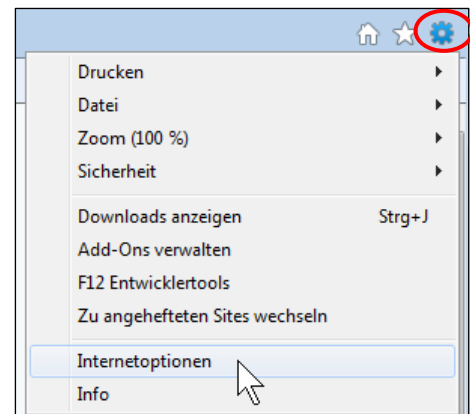 Drucken
Datei
Zoom (100 %)
Sicherheit
Downloads anzeigen Strg+J
Add-Ons verwalten
F12 Entwicklertools
Zu angehefteten Sites wechseln
Internetoptionen
Info